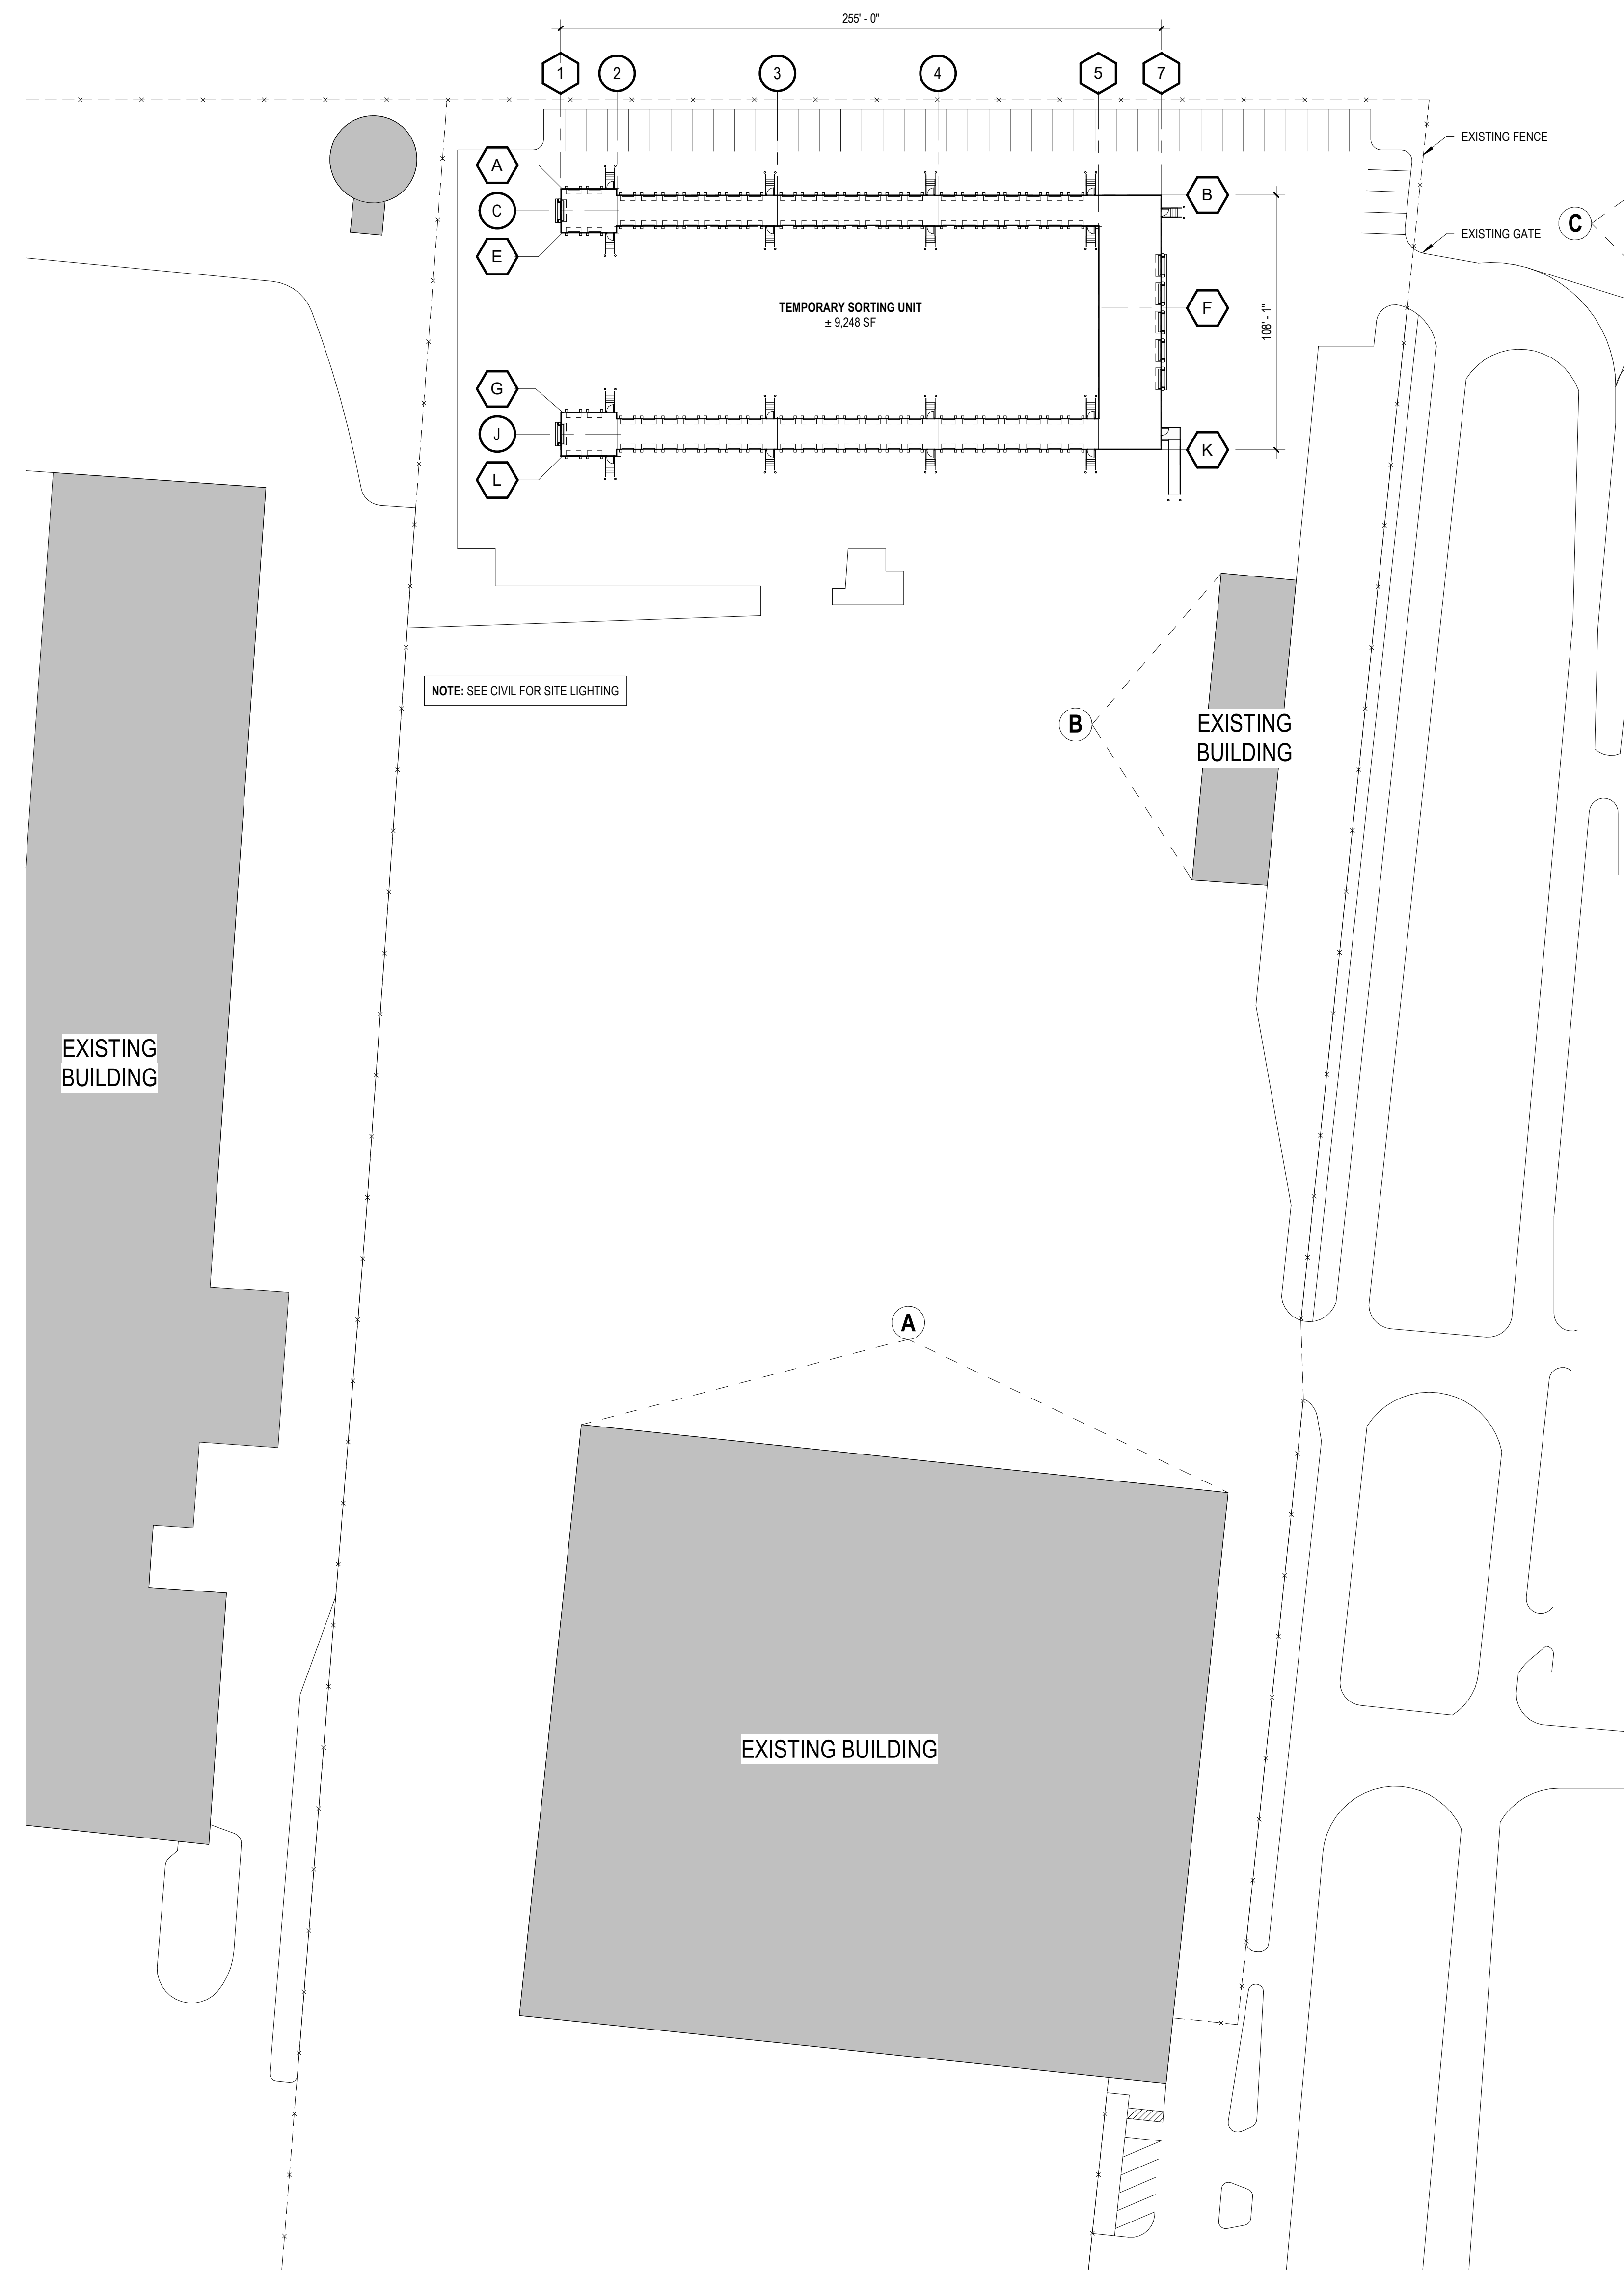 255' - 0"
1
2
3
4
5
7
EXISTING FENCE
A
B
C
C
EXISTING GATE
E
TEMPORARY SORTING UNIT
± 9,248 SF
F
108' - 1"
G
J
K
L
NOTE: SEE CIVIL FOR SITE LIGHTING
B
EXISTING
BUILDING
EXISTING
BUILDING
A
EXISTING BUILDING